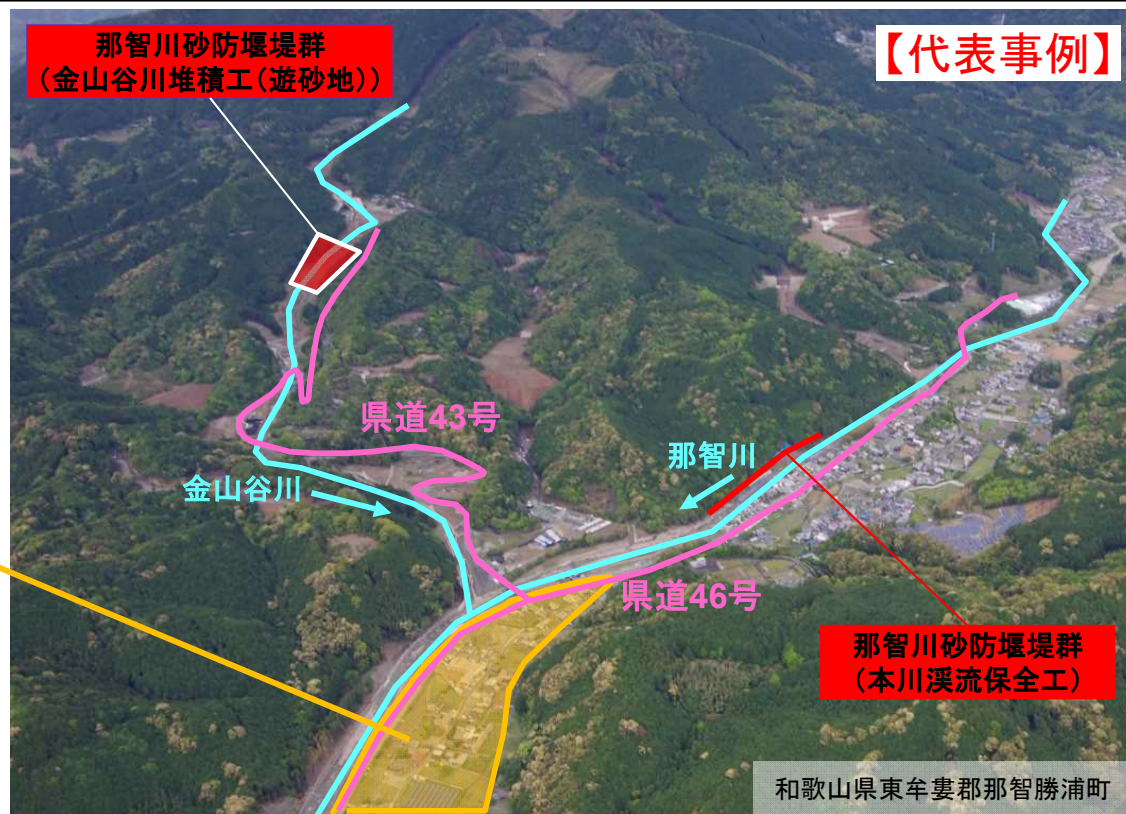 那智川砂防堰堤群
（金山谷川堆積工（遊砂地））
【代表事例】
県道43号
那智川
金山谷川
県道46号
那智川砂防堰堤群
（本川渓流保全工）
和歌山県東牟婁郡那智勝浦町